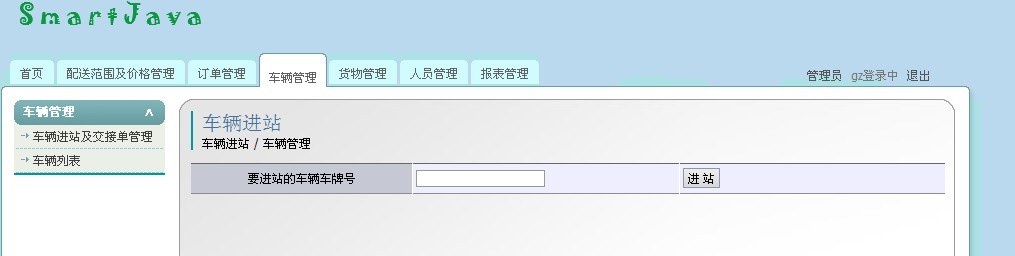 SmartJava
首页 配送范围及价格管理 订单管理 车辆管理 货物管理 人员管理 报表管理 管理员 gz登录中 退出
车辆管理
车辆进站及交接单管理
车辆列表
车辆进站
车辆进站 / 车辆管理
要进站的车辆车牌号 进 站